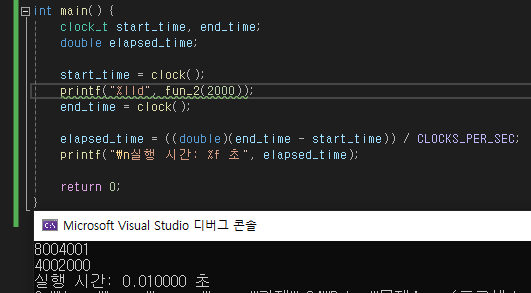 int main() {
clock_t start_time, end_time;
double elapsed_time;
start_time = clock();
printf("%lld", fun_2(2000));
end_time = clock();
elapsed_time = ((double)(end_time - start_time)) / CLOCKS_PER_SEC;
printf("₩n실행 시간: %f 초", elapsed_time);
return 0;
}
Microsoft Visual Studio 디버그 콘솔
8004001
4002000
실행 시간: 0.010000 초